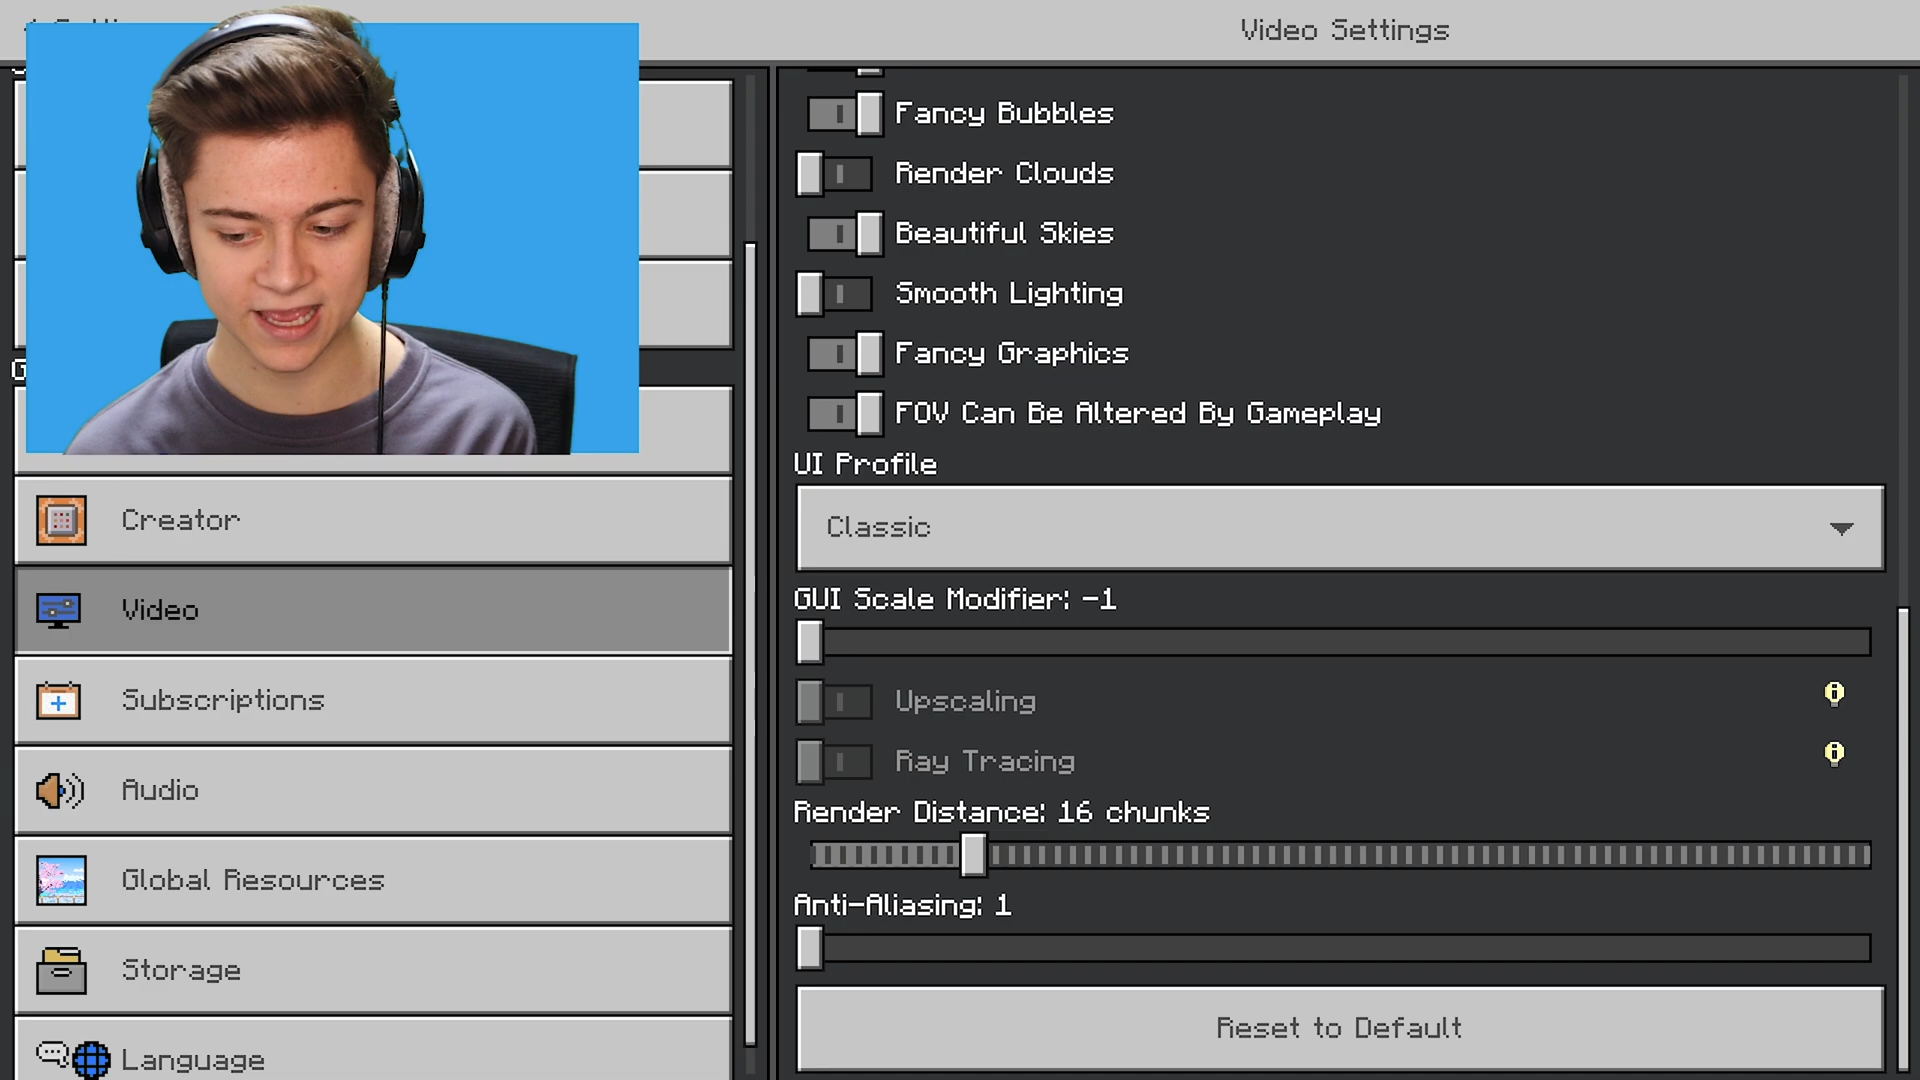 Video Settings
Fancy Bubbles
Render Clouds
Beautiful Skies
Smooth Lighting
Fancy Graphics
FOV Can Be Altered By Gameplay
UI Profile
Classic
GUI Scale Modifier: -1
Upscaling
Ray Tracing
Render Distance: 16 chunks
Anti-Aliasing: 1
Reset to Default
Creator
Video
Subscriptions
Audio
Global Resources
Storage
Language